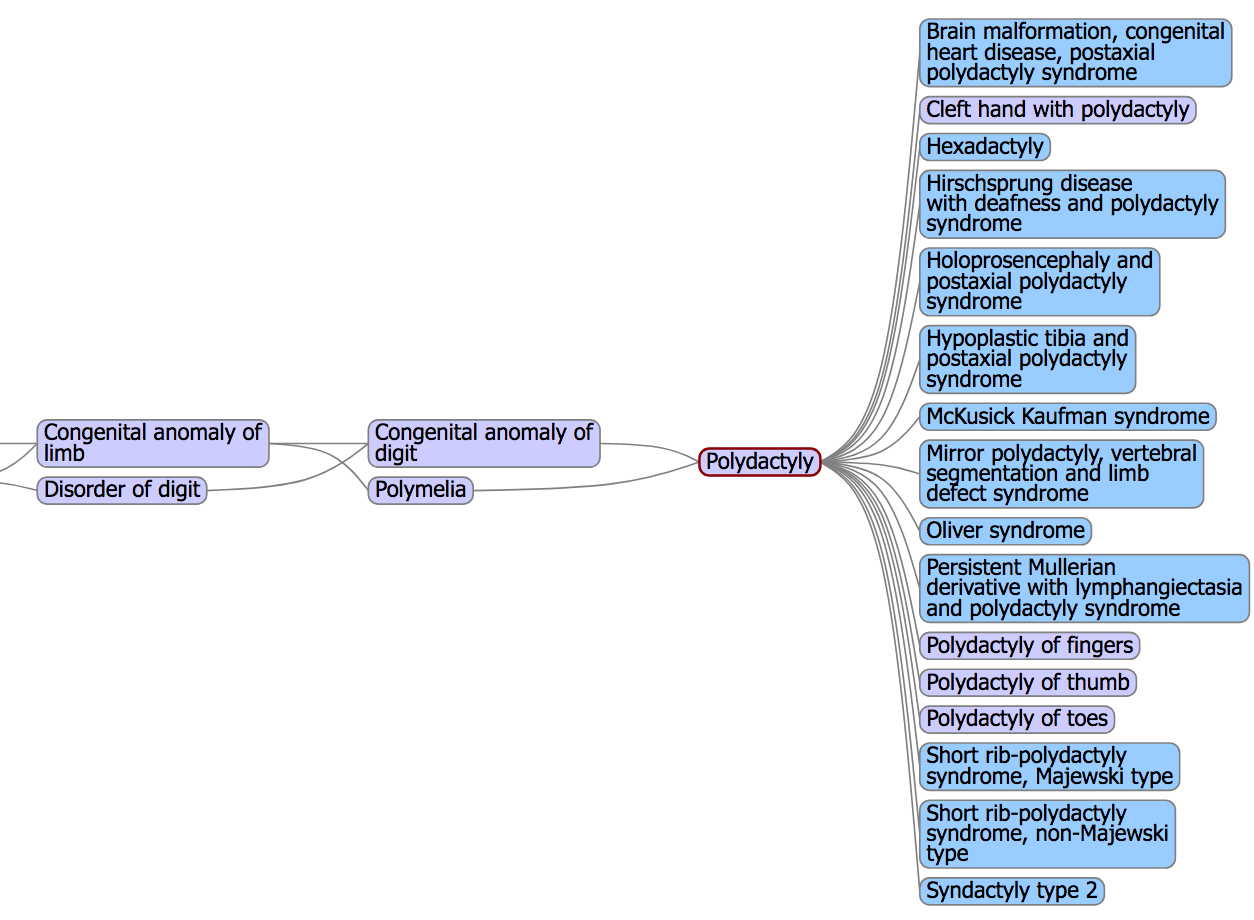 Congenital anomaly of
limb
Disorder of digit
Congenital anomaly of
digit
Polymelia
Polydactyly
Brain malformation, congenital
heart disease, postaxial
polydactyly syndrome
Cleft hand with polydactyly
Hexadactyly
Hirschsprung disease
with deafness and polydactyly
syndrome
Holoprosencephaly and
postaxial polydactyly
syndrome
Hypoplastic tibia and
postaxial polydactyly
syndrome
McKusick Kaufman syndrome
Mirror polydactyly, vertebral
segmentation and limb
defect syndrome
Oliver syndrome
Persistent Mullerian
derivative with lymphangiectasia
and polydactyly syndrome
Polydactyly of fingers
Polydactyly of thumb
Polydactyly of toes
Short rib-polydactyly
syndrome, Majewski type
Short rib-polydactyly
syndrome, non-Majewski
type
Syndactyly type 2